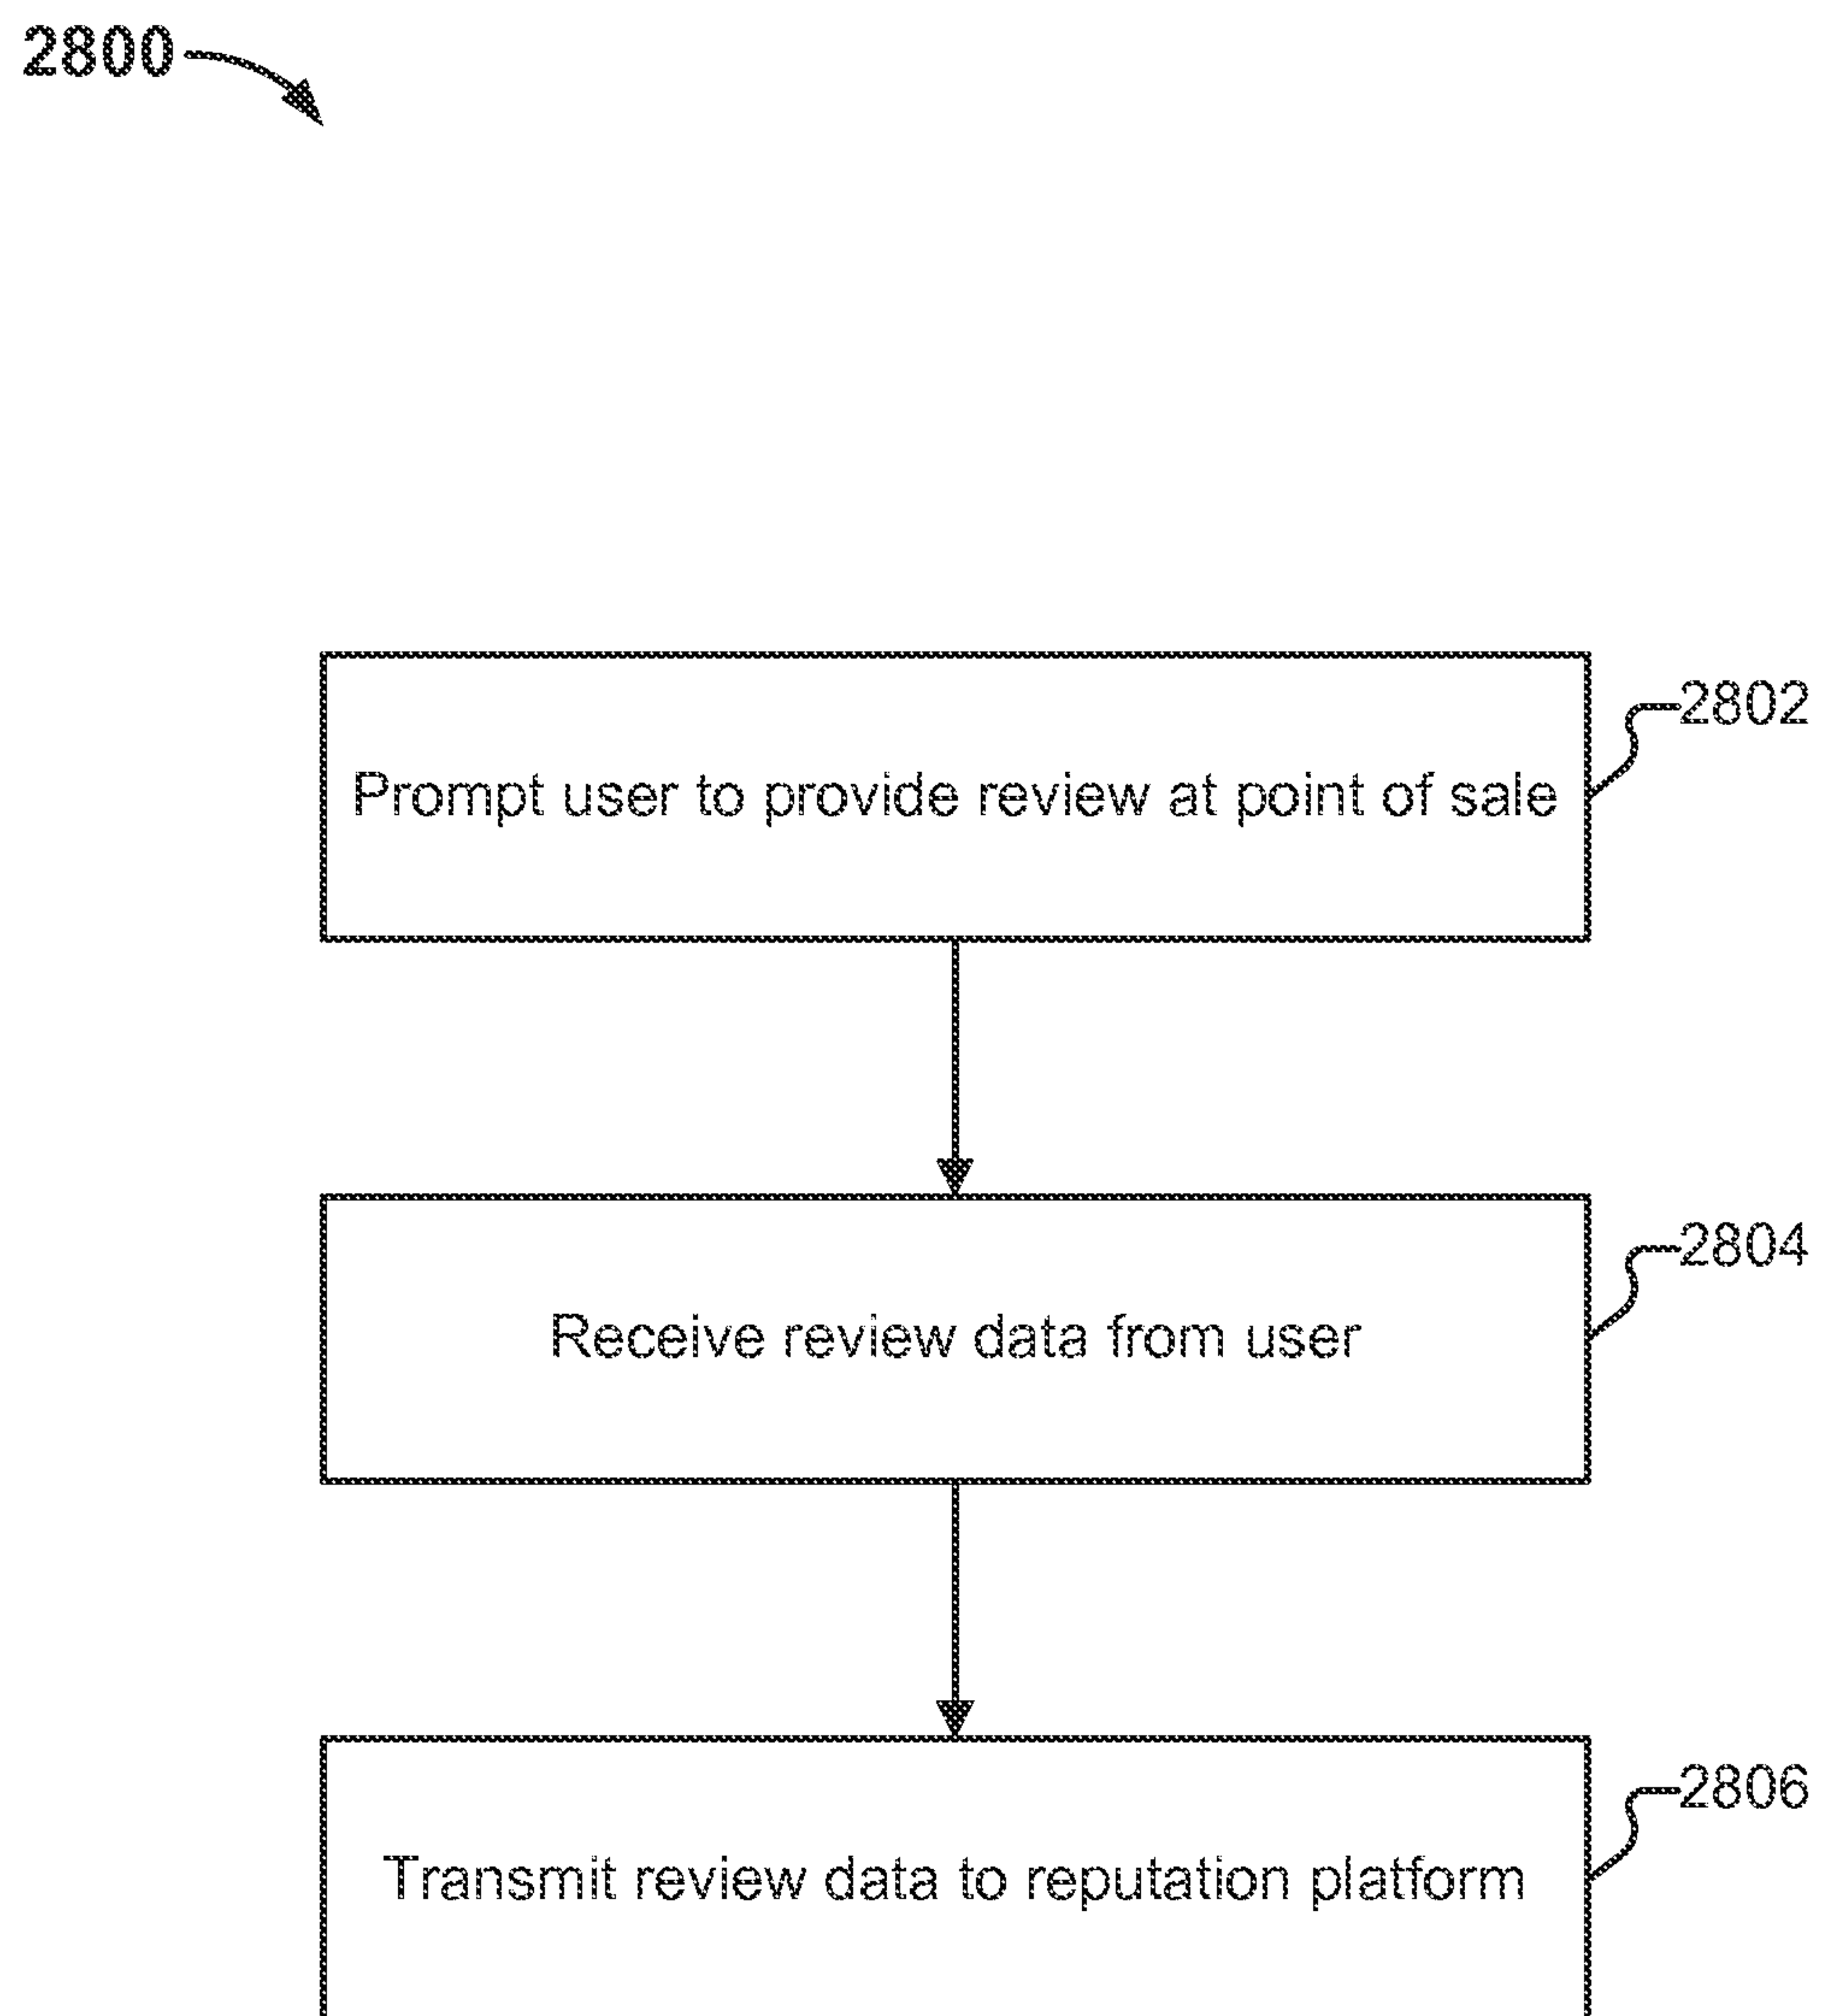 2800
2802
Prompt user to provide review at point of sale
2804
Receive review data from user
2806
Transmit review data to reputation platform